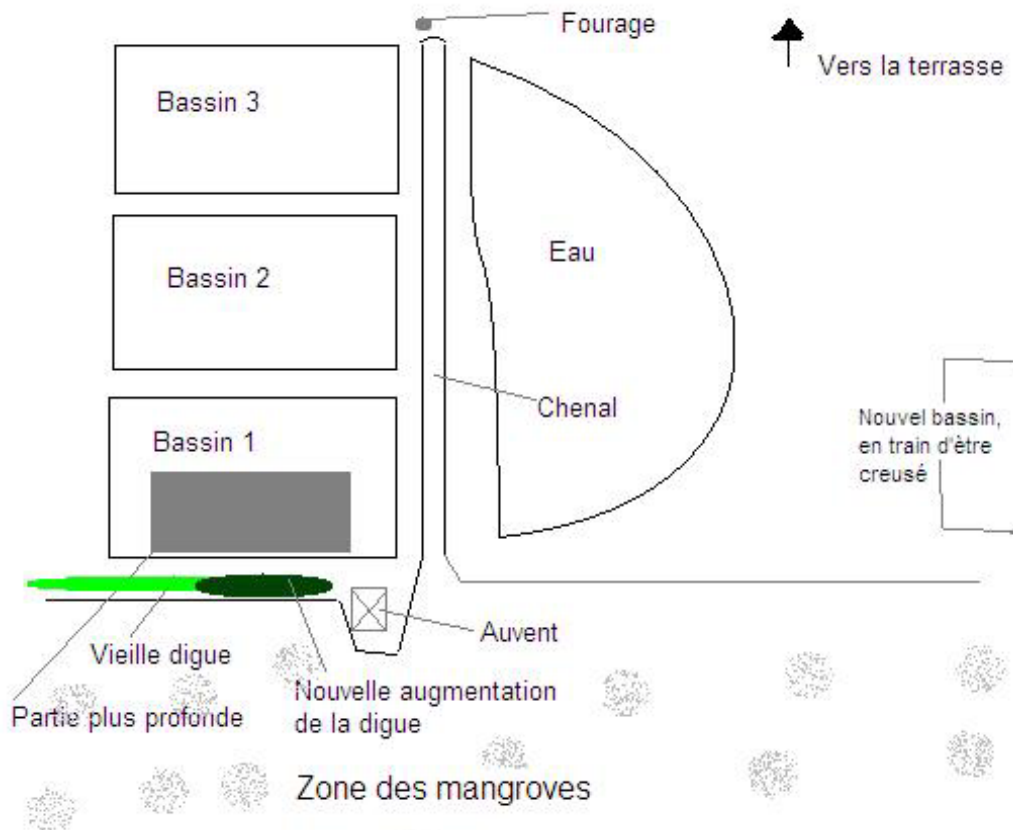 Fourage
Vers la terrasse
Bassin 3
Bassin 2
Eau
Chenal
Bassin 1
Nouvel bassin,
en train d'ètre
creusé
Auvent
Vieille digue
Partie plus profonde
Nouvelle augmentation
de la digue
Zone des mangroves